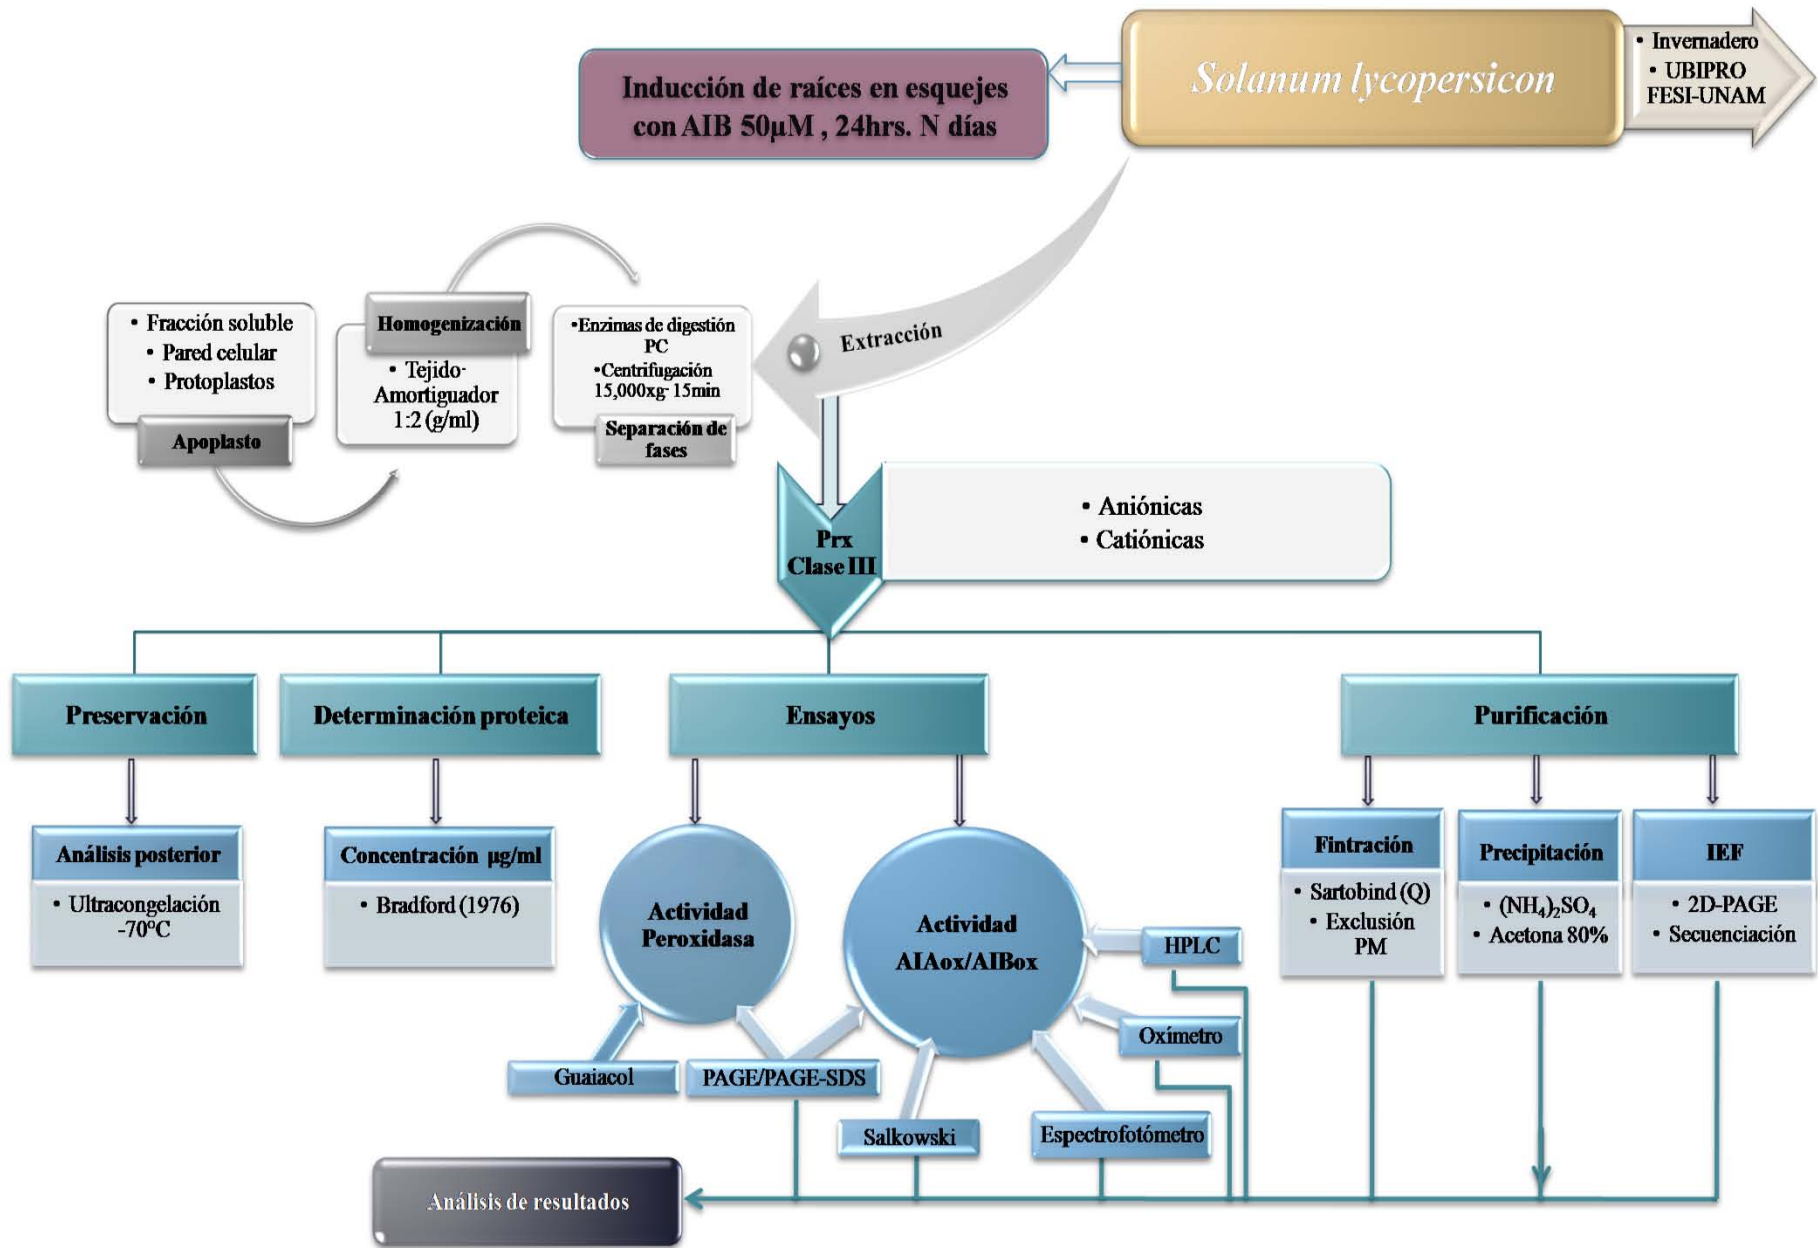 Solanum lycopersicon
• Invernadero
• UBIPRO
FESI-UNAM
Inducción de raíces en esquejes
con AIB 50µM , 24hrs. N días
Extracción
• Fracción soluble
• Pared celular
• Protoplastos
Apoplasto
Homogenización
• Tejido-
Amortiguador
1:2 (g/ml)
•Enzimas de digestión
PC
•Centrifugación
15,000xg- 15min
Separación de
fases
Prx
Clase III
• Aniónicas
• Catiónicas
Preservación
Determinación proteica
Ensayos
Purificación
Análisis posterior
• Ultracongelación
-70°C
Concentración µg/ml
• Bradford (1976)
Actividad
Peroxidasa
Actividad
AIAox/AIBox
HPLC
Oxímetro
Guaiacol
PAGE/PAGE-SDS
Salkowski
Espectrofotómetro
Fintración
• Sartobind (Q)
• Exclusión
PM
Precipitación
• (NH₄)₂SO₄
• Acetona 80%
IEF
• 2D-PAGE
• Secuenciación
Análisis de resultados